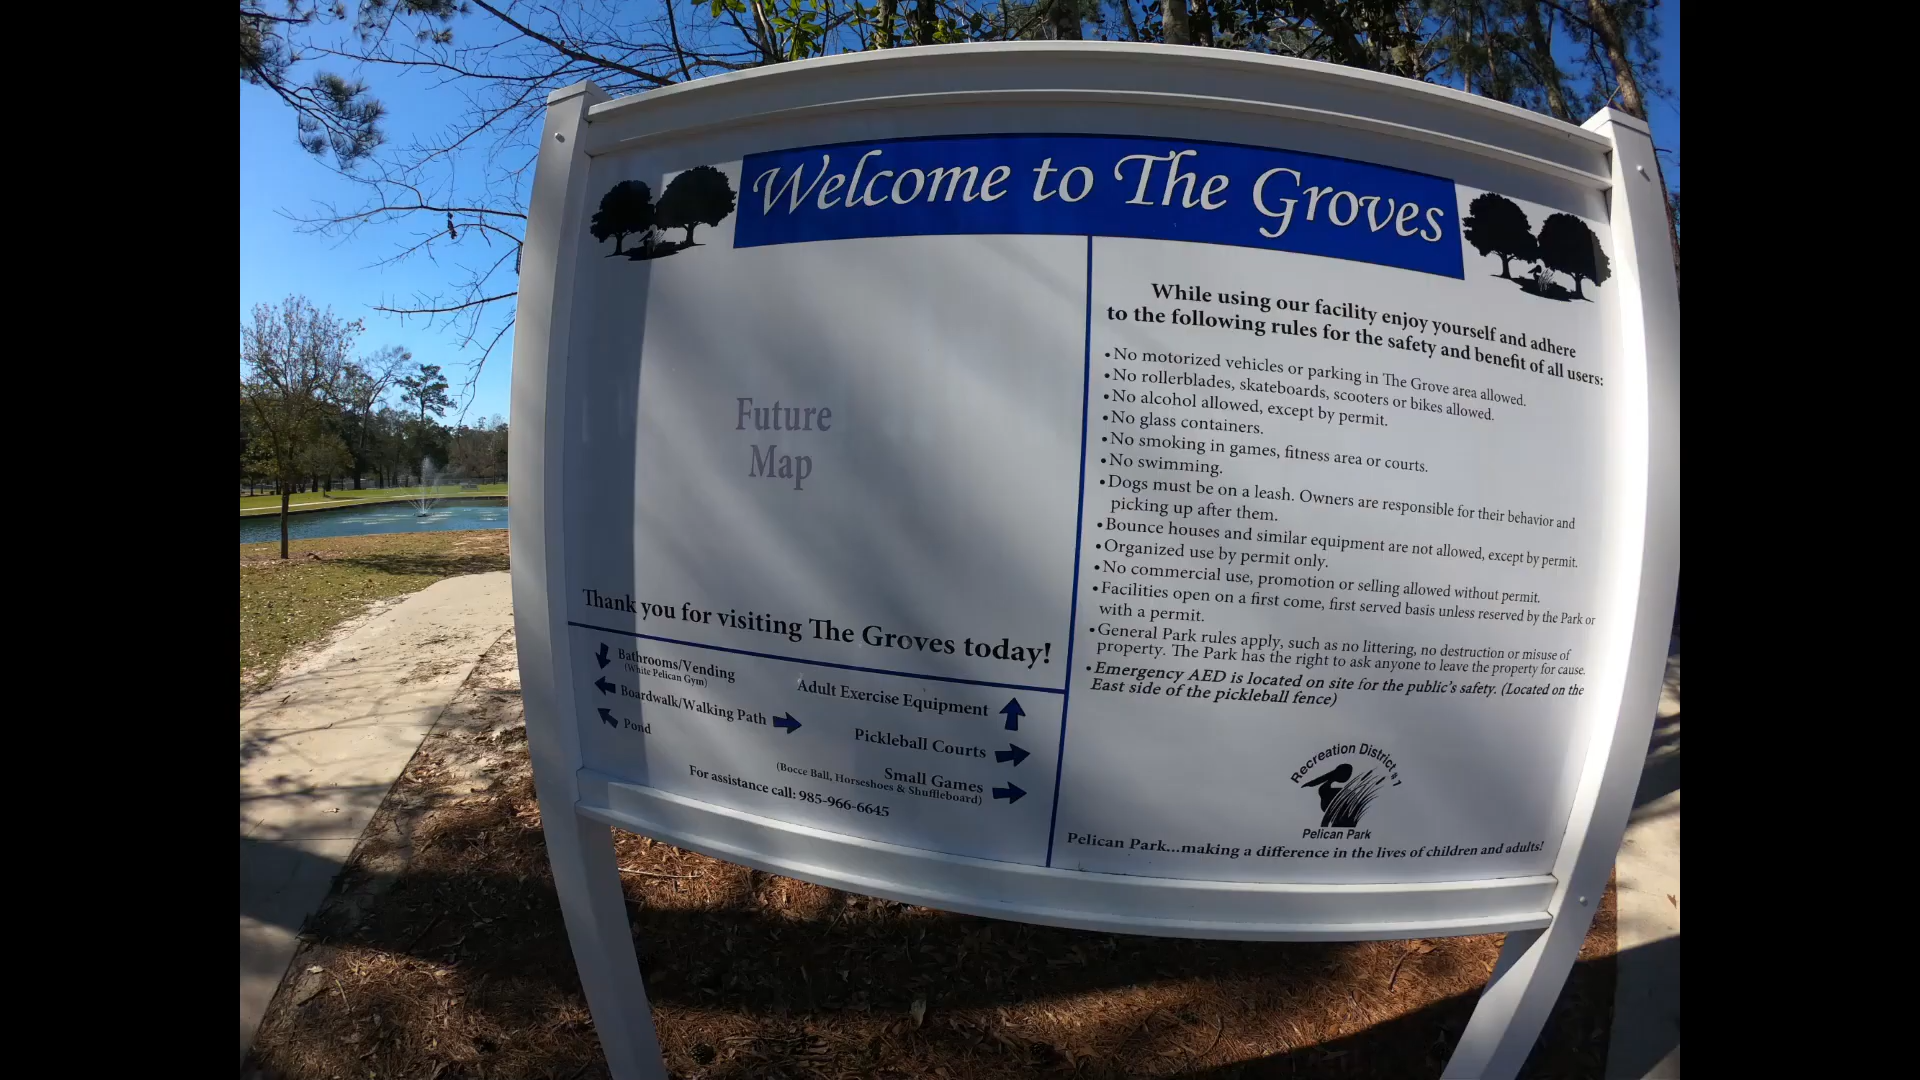 Welcome to The Groves
Future
Map
Thank you for visiting The Groves today!
Bathrooms/Vending
(White Pelican Gym)
Boardwalk/Walking Path
Pond
Adult Exercise Equipment
Pickleball Courts
Small Games
(Bocce Ball, Horseshoes & Shuffleboard)
For assistance call: 985-966-6645
While using our facility enjoy yourself and adhere
to the following rules for the safety and benefit of all users:
•No motorized vehicles or parking in The Grove area allowed.
•No rollerblades, skateboards, scooters or bikes allowed.
•No alcohol allowed, except by permit.
•No glass containers.
•No smoking in games, fitness area or courts.
•No swimming.
•Dogs must be on a leash. Owners are responsible for their behavior and
picking up after them.
•Bounce houses and similar equipment are not allowed, except by permit.
•Organized use by permit only.
•No commercial use, promotion or selling allowed without permit.
•Facilities open on a first come, first served basis unless reserved by the Park or
with a permit.
•General Park rules apply, such as no littering, no destruction or misuse of
property. The Park has the right to ask anyone to leave the property for cause.
•Emergency AED is located on site for the public's safety. (Located on the
East side of the pickleball fence)
Recreation District #1
Pelican Park
Pelican Park...making a difference in the lives of children and adults!